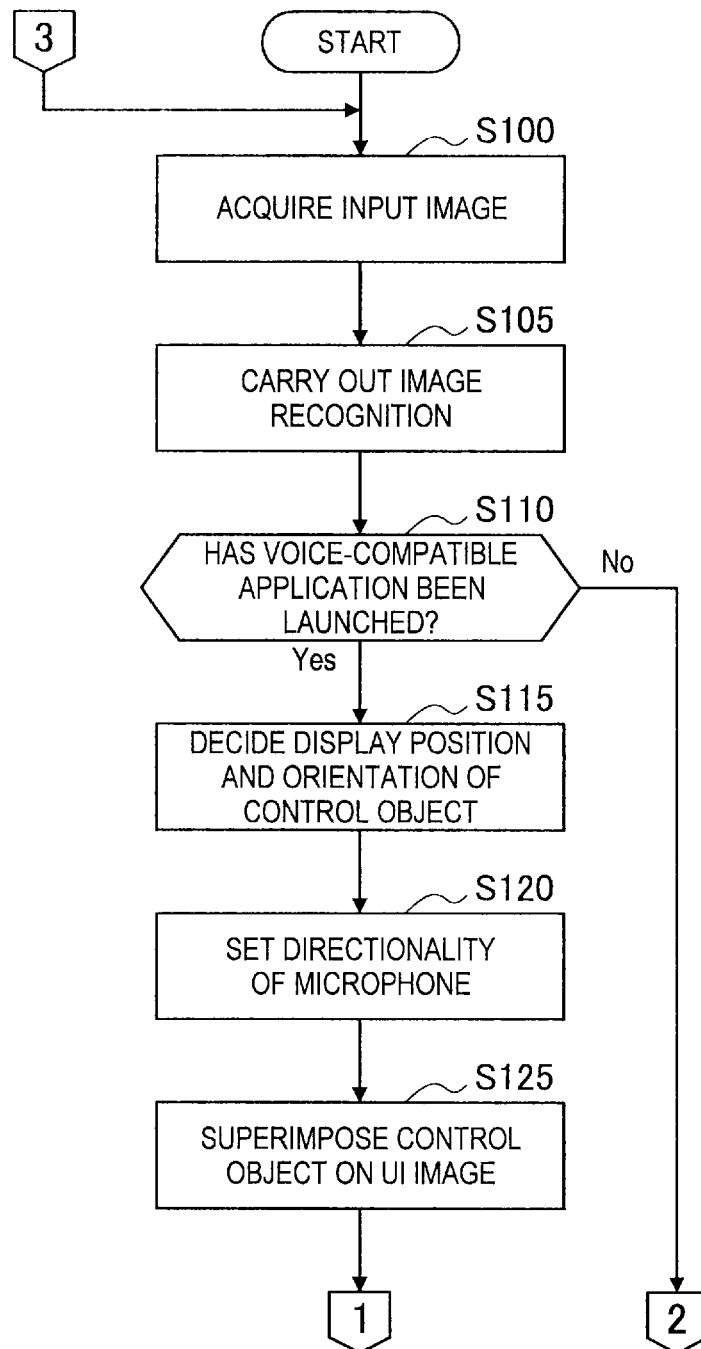 3
START
S100
ACQUIRE INPUT IMAGE
S105
CARRY OUT IMAGE
RECOGNITION
S110
HAS VOICE-COMPATIBLE
APPLICATION BEEN
LAUNCHED?
No
Yes
S115
DECIDE DISPLAY POSITION
AND ORIENTATION OF
CONTROL OBJECT
S120
SET DIRECTIONALITY
OF MICROPHONE
S125
SUPERIMPOSE CONTROL
OBJECT ON UI IMAGE
1
2